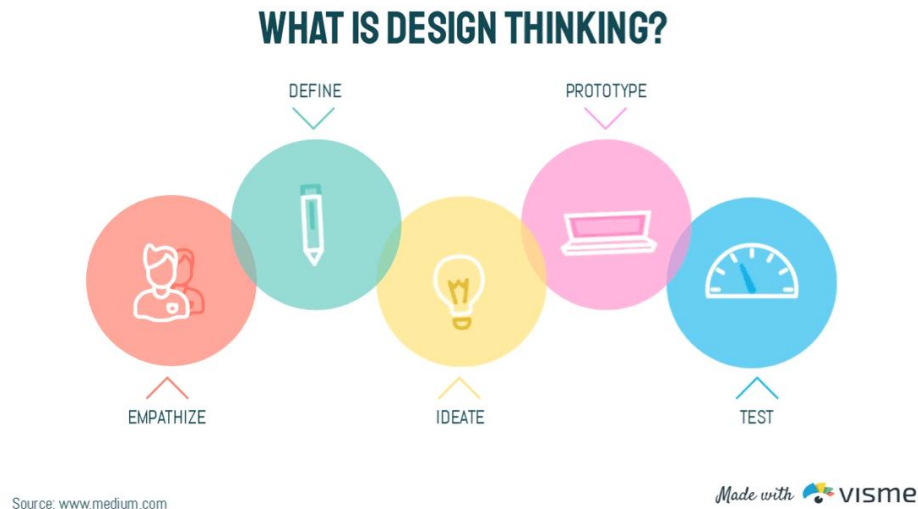 WHAT IS DESIGN THINKING?
DEFINE
PROTOTYPE
EMPATHIZE
IDEATE
TEST
Source: www.medium.com
Made with VISME